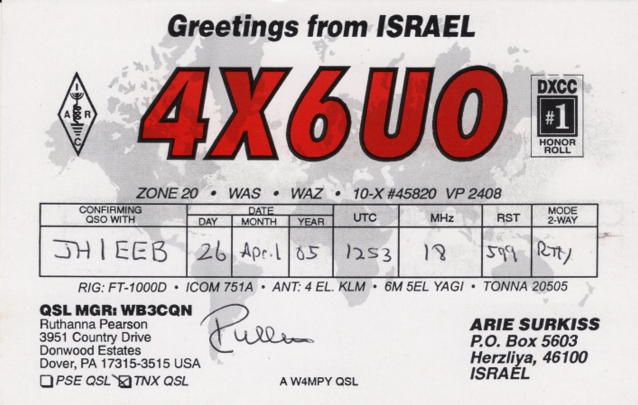 Greetings from ISRAEL
I
A R
C
4X6UO
DXCC
#1
HONOR
ROLL
ZONE 20 • WAS • WAZ • 10-X #45820 VP 2408
CONFIRMING QSO WITH DATE DAY MONTH YEAR UTC MHz RST MODE 2-WAY
JH1EEB 26 April 05 1253 18 599 RTTY
RIG: FT-1000D • ICOM 751A • ANT: 4 EL. KLM • 6M 5EL YAGI • TONNA 20505
QSL MGR: WB3CQN
Ruthanna Pearson
3951 Country Drive
Donwood Estates
Dover, PA 17315-3515 USA
PSE QSL TNX QSL
A W4MPY QSL
ARIE SURKISS
P.O. Box 5603
Herzliya, 46100
ISRAEL